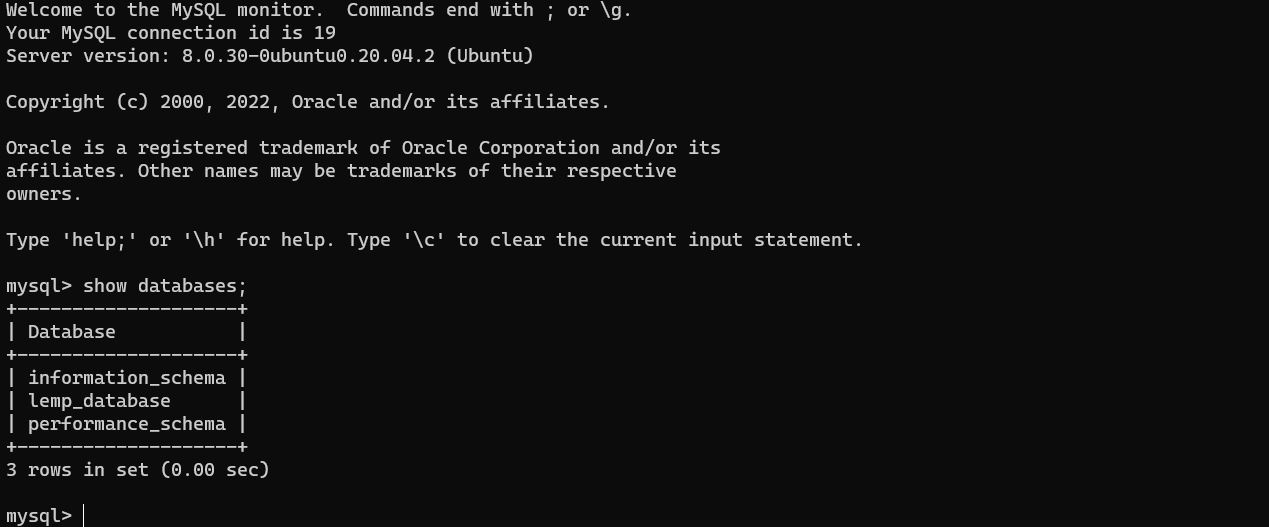 Welcome to the MySQL monitor.  Commands end with ; or \g.
Your MySQL connection id is 19
Server version: 8.0.30-0ubuntu0.20.04.2 (Ubuntu)

Copyright (c) 2000, 2022, Oracle and/or its affiliates.

Oracle is a registered trademark of Oracle Corporation and/or its
affiliates. Other names may be trademarks of their respective
owners.

Type 'help;' or '\h' for help. Type '\c' to clear the current input statement.

mysql> show databases;
+--------------------+
| Database           |
+--------------------+
| information_schema |
| lemp_database      |
| performance_schema |
+--------------------+
3 rows in set (0.00 sec)

mysql>